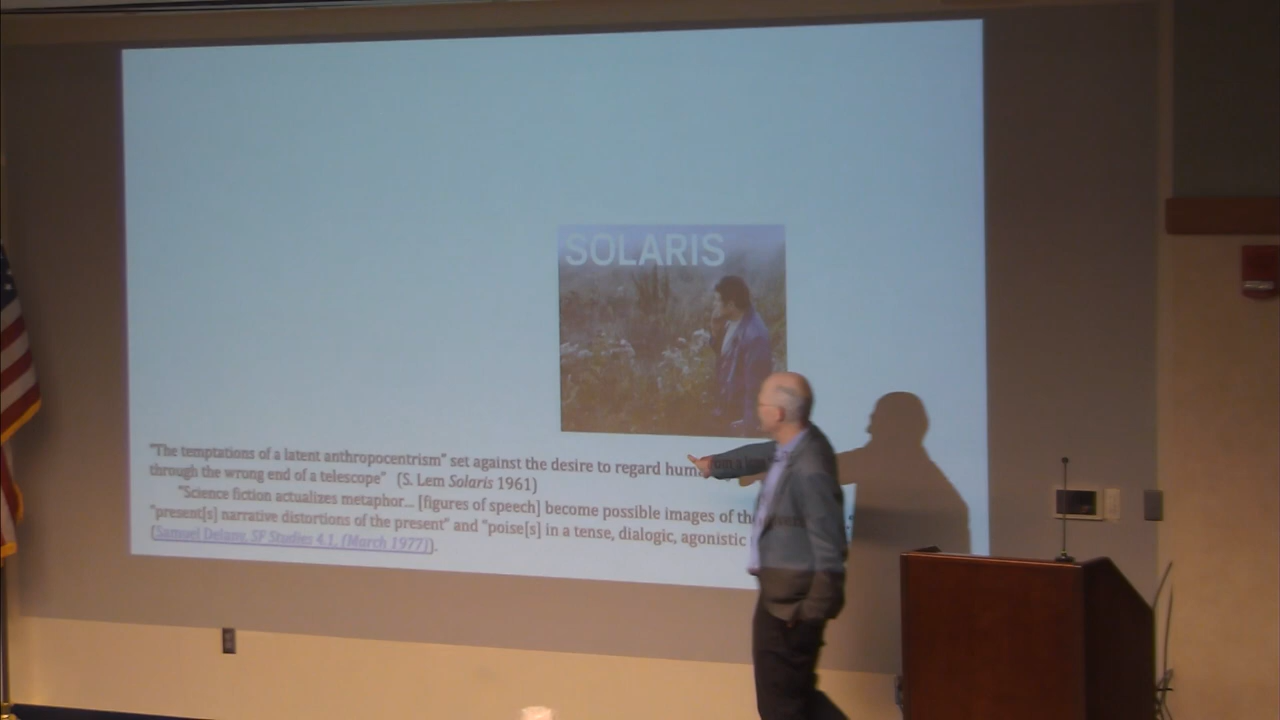 SOLARIS
"The temptations of a latent anthropocentrism" set against the desire to regard
through the wrong end of a telescope" (S. Lem Solaris 1961)
"Science fiction actualizes metaphor... [figures of speech] become possible images of
"present[s] narrative distortions of the present" and "poise[s] in a tense, dialogic, agonistic
(Samuel Delany, SF Studies 4.1, (March 1977)).